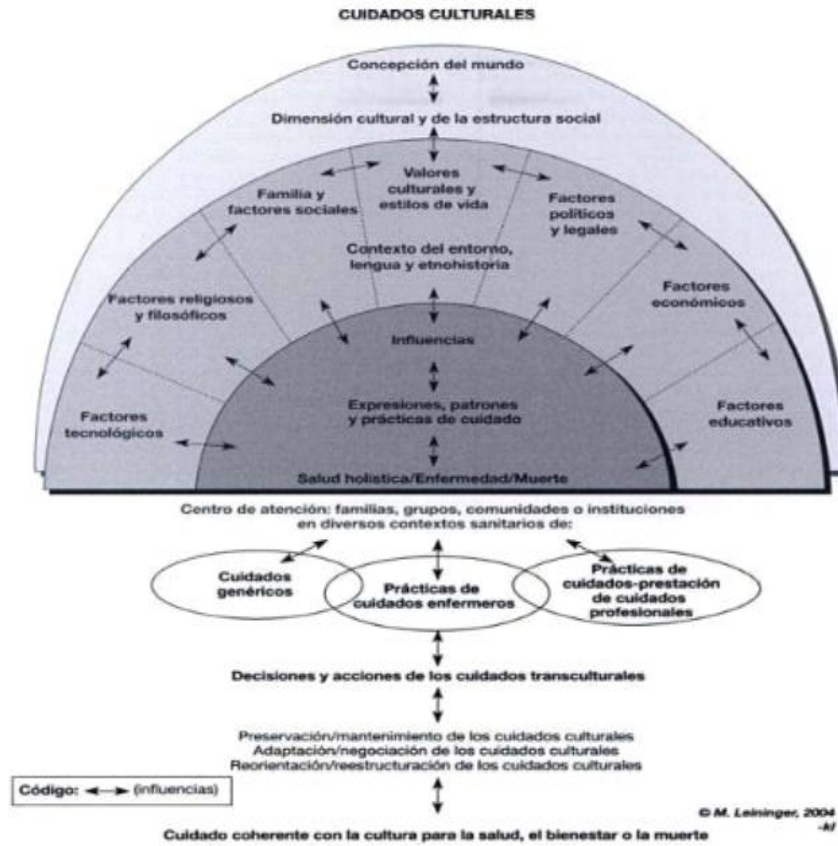 CUIDADOS CULTURALES
Concepción del mundo
Dimensión cultural y de la estructura social
Valores
culturales y
estilos de vida
Familia y
factores sociales
Factores
políticos
y legales
Contexto del entorno,
lengua y etnohistoria
Factores religiosos
y filosóficos
Factores
económicos
Influencias
Expresiones, patrones
y prácticas de cuidado
Factores
tecnológicos
Factores
educativos
Salud holística/Enfermedad/Muerte
Centro de atención: familias, grupos, comunidades o instituciones
en diversos contextos sanitarios de:
Cuidados
genéricos
Prácticas de
cuidados enfermeros
Prácticas de
cuidados-prestación
de cuidados
profesionales
Decisiones y acciones de los cuidados transculturales
Preservación/mantenimiento de los cuidados culturales
Adaptación/negociación de los cuidados culturales
Reorientación/reestructuración de los cuidados culturales
Código: (influencias)
© M. Leininger, 2004
-kl
Cuidado coherente con la cultura para la salud, el bienestar o la muerte